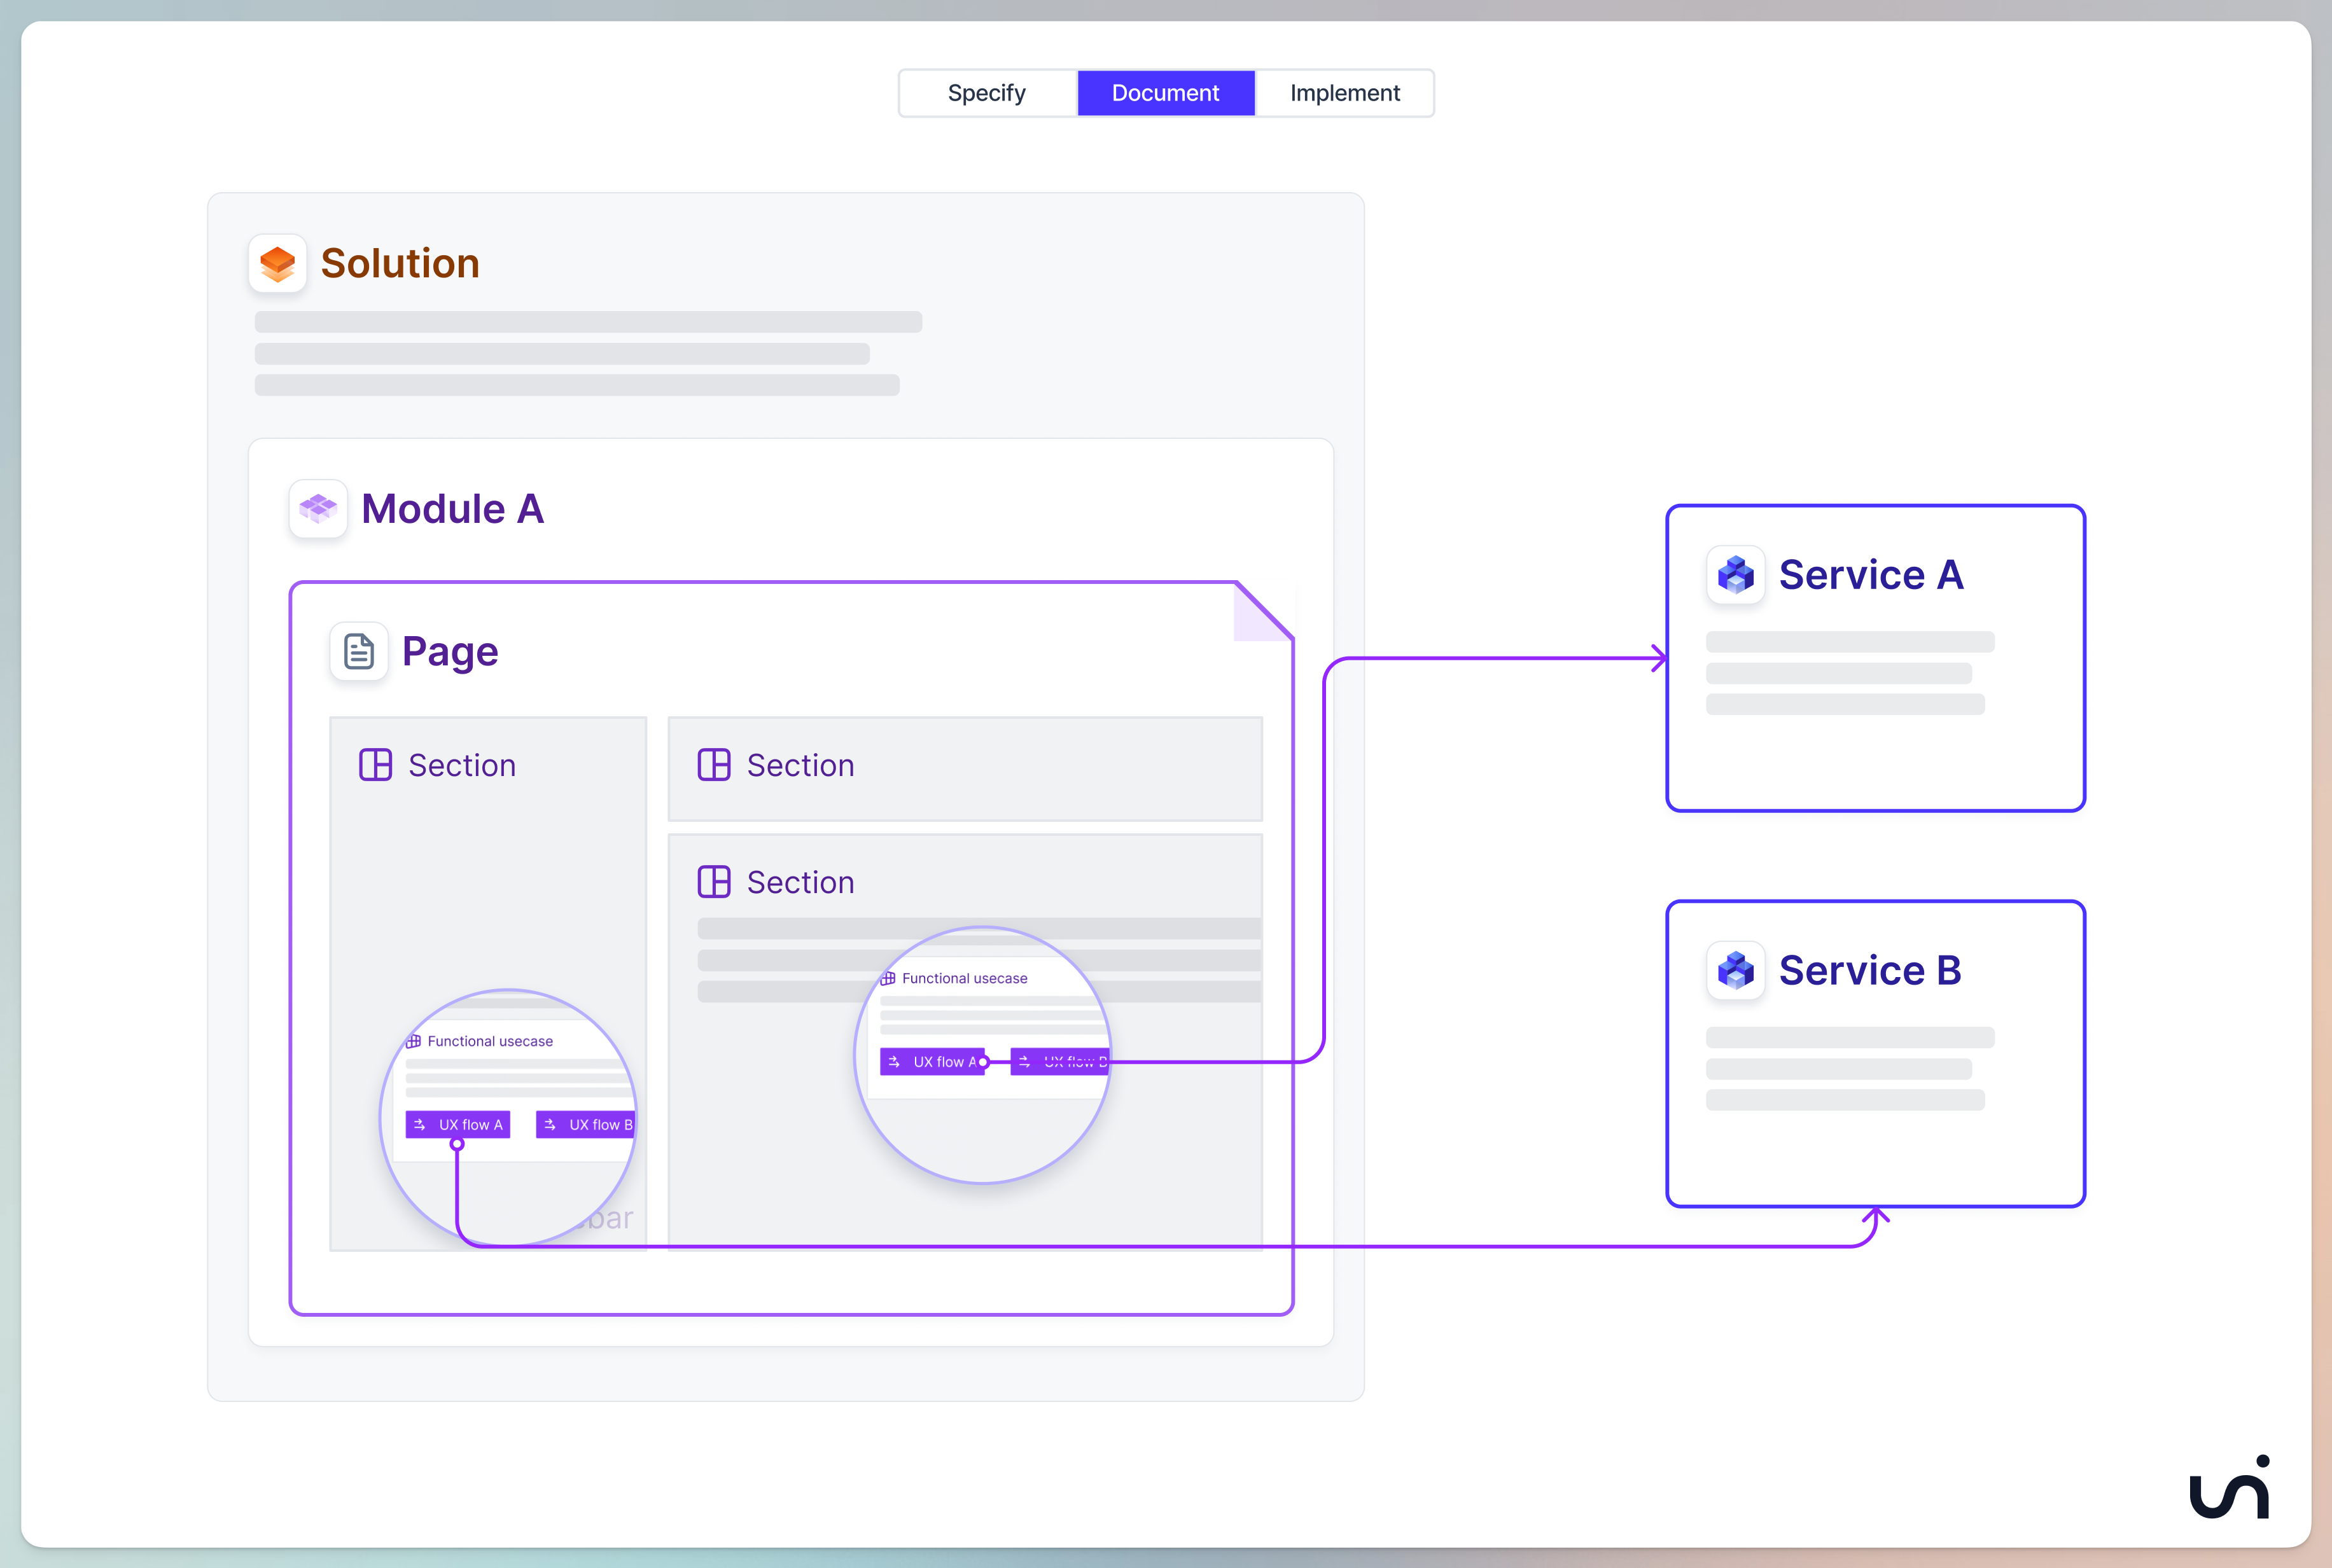 Specify Document Implement
Solution
Module A
Page
Section
Section
Section
Functional usecase
UX flow A UX flow B
Functional usecase
UX flow A UX flow B
Service A
Service B